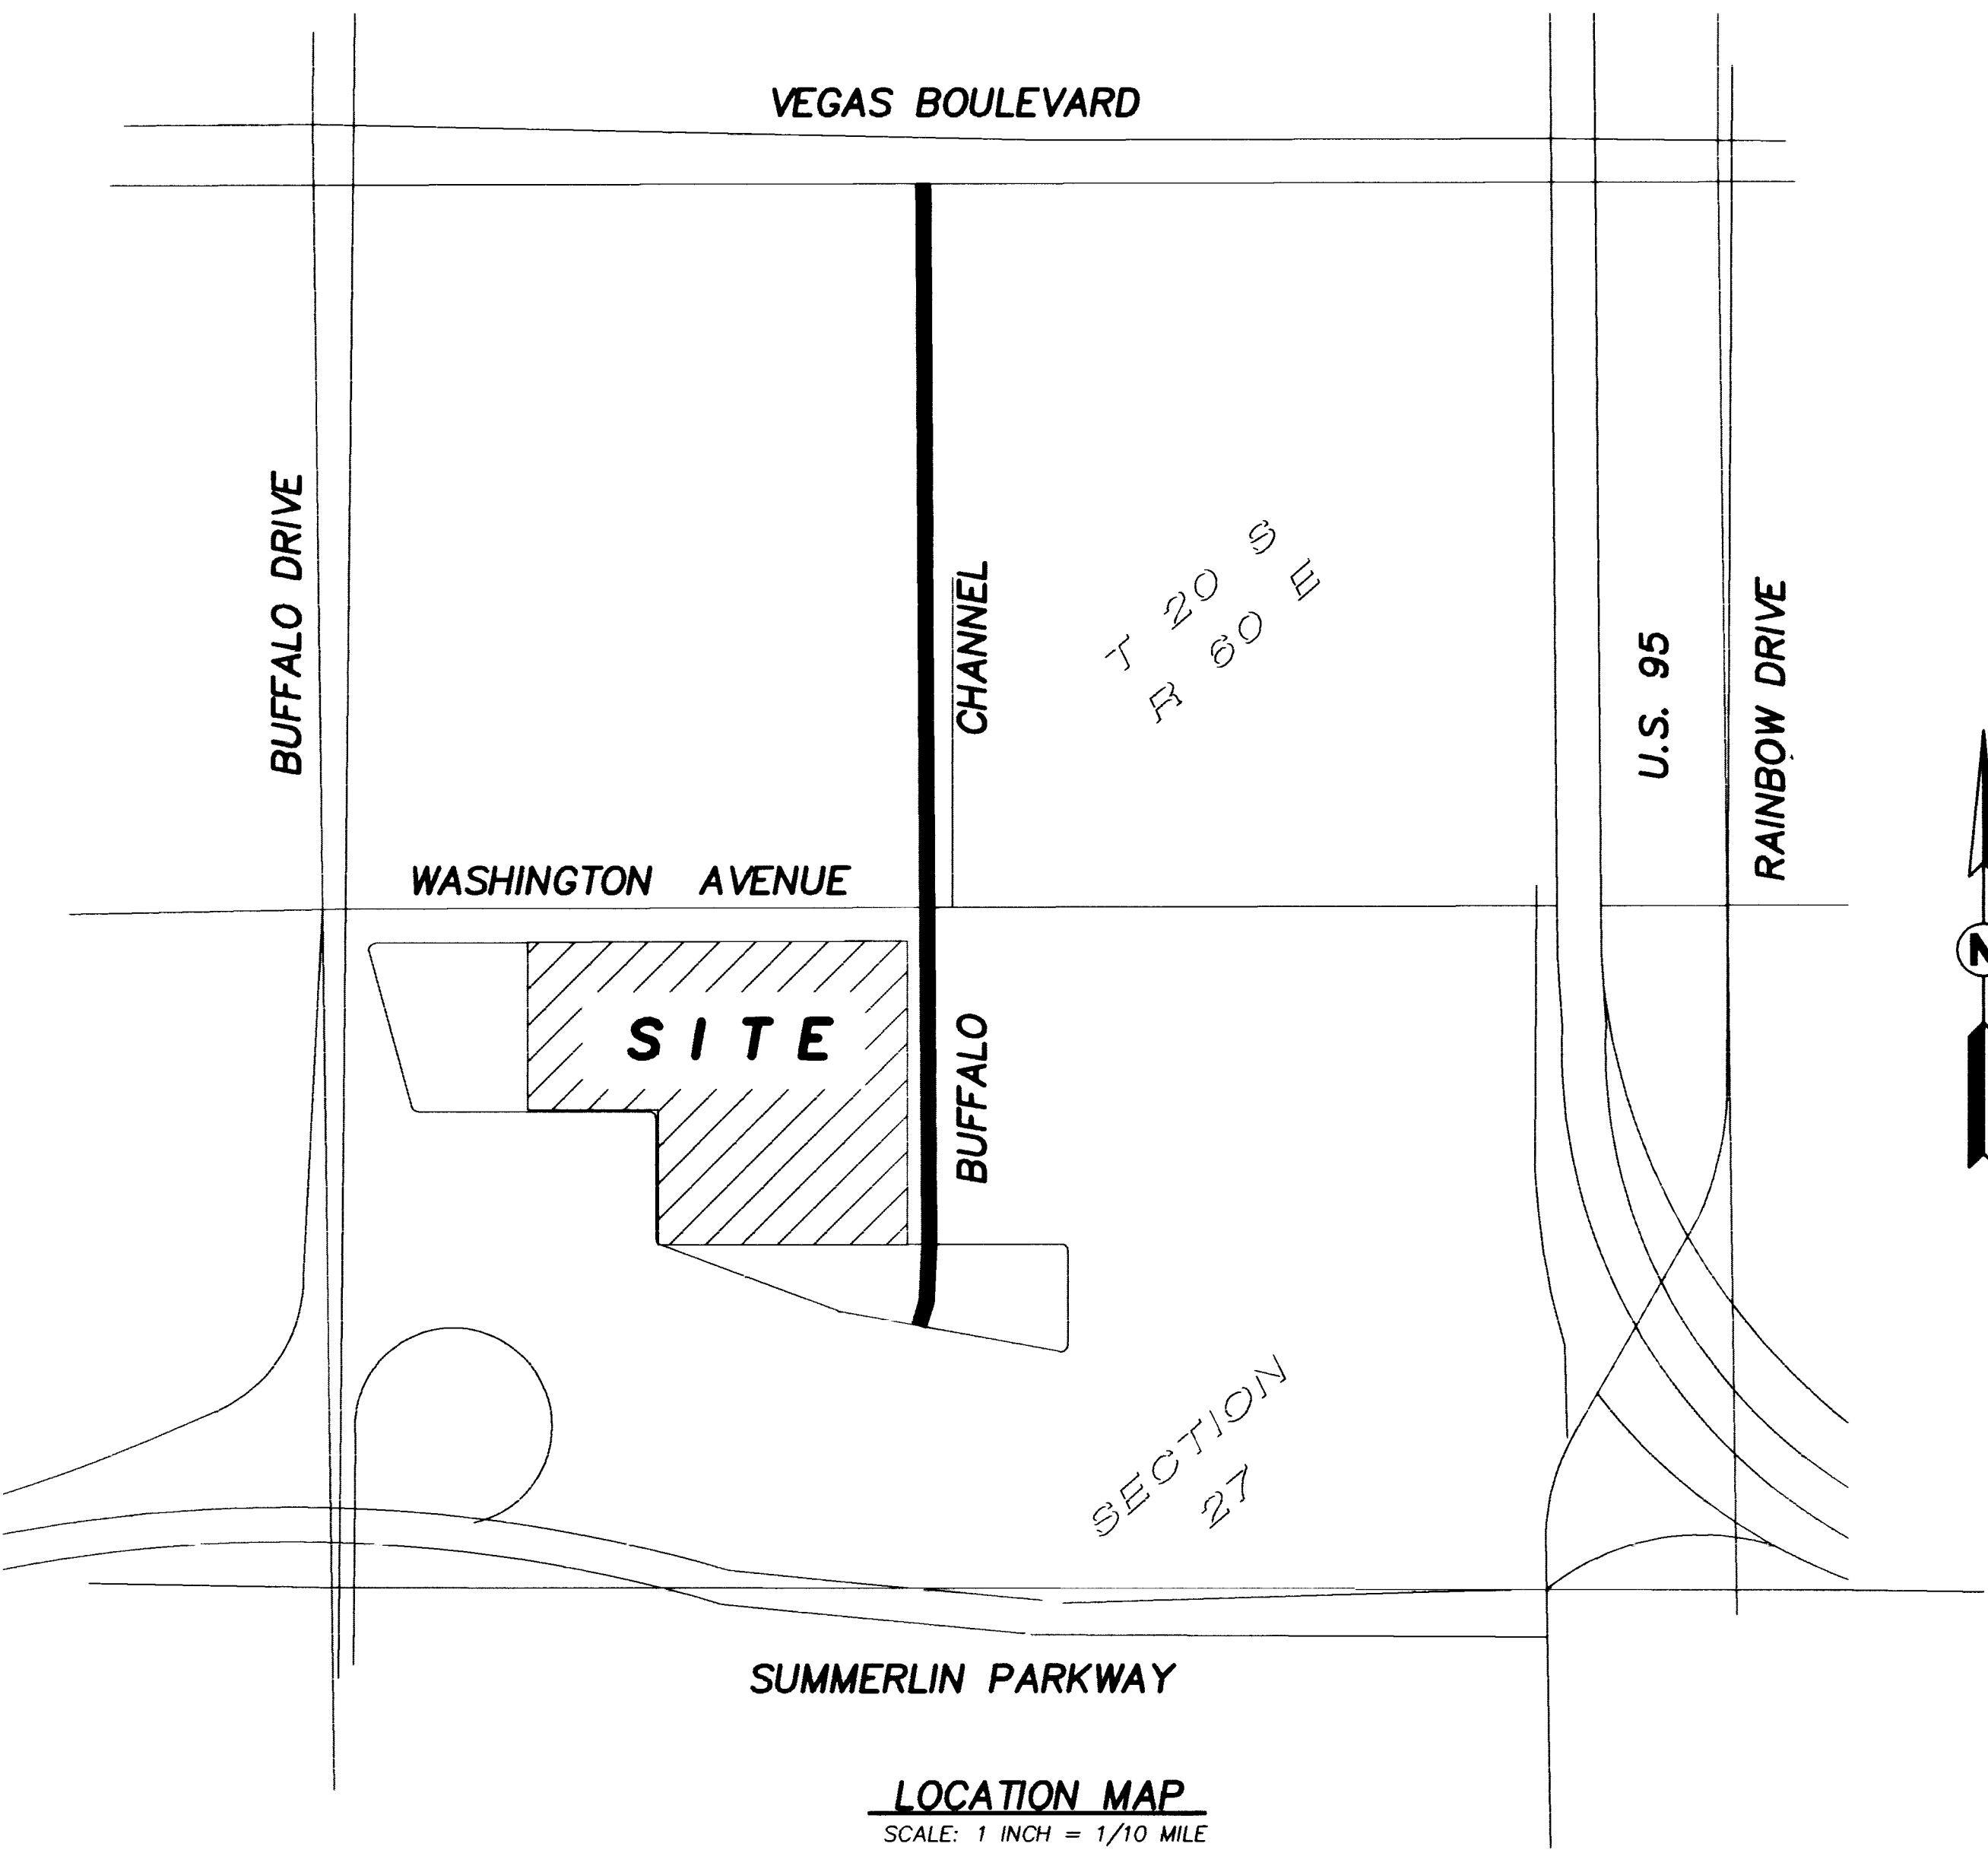 VEGAS BOULEVARD
BUFFALO DRIVE
CHANNEL
T 20 S
R 60 E
U.S. 95
RAINBOW DRIVE
WASHINGTON AVENUE
N
SITE
BUFFALO
SECTION
27
SUMMERLIN PARKWAY
LOCATION MAP
SCALE: 1 INCH = 1/10 MILE